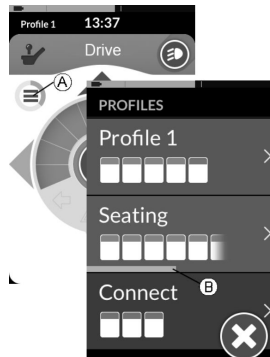 Profile 1 13:37
Drive
A
PROFILES
Profile 1
Seating
B
Connect